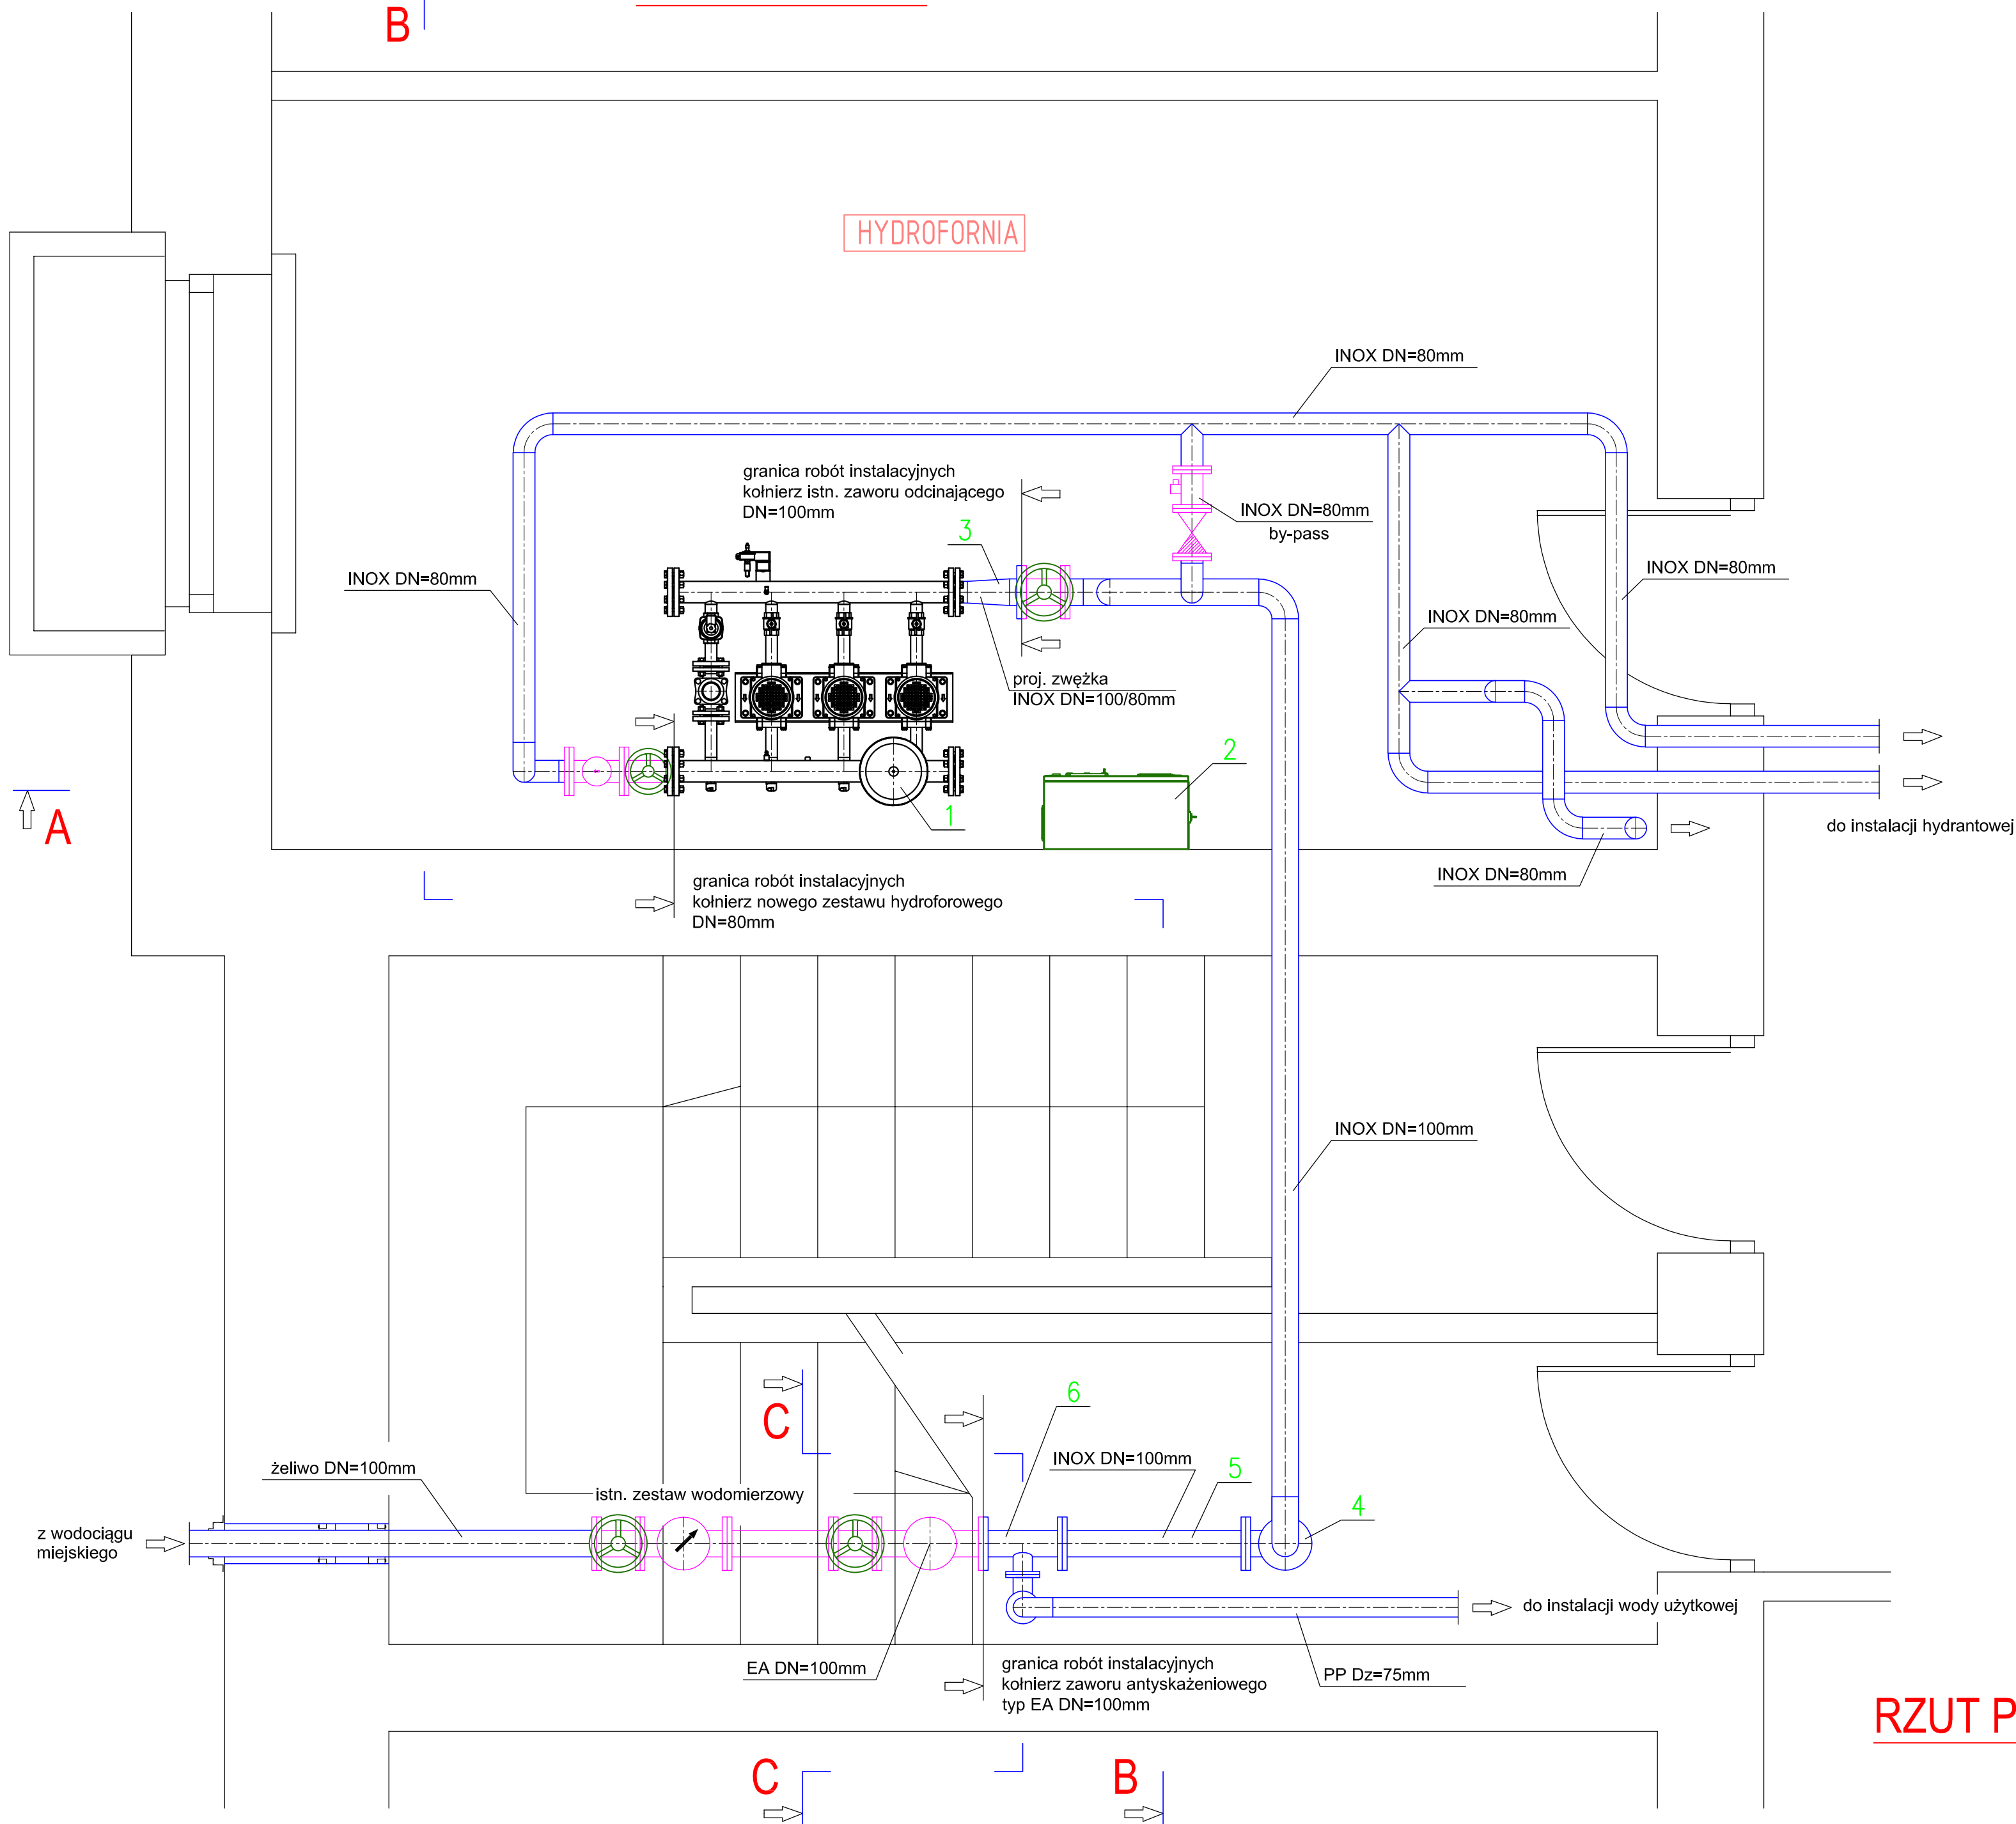 B
HYDROFORNIA
INOX DN=80mm
granica robót instalacyjnych
kołnierz istn. zaworu odcinającego
DN=100mm
3
INOX DN=80mm
by-pass
INOX DN=80mm
INOX DN=80mm
INOX DN=80mm
proj. zwężka
INOX DN=100/80mm
2
1
A
do instalacji hydrantowej
INOX DN=80mm
granica robót instalacyjnych
kołnierz nowego zestawu hydroforowego
DN=80mm
INOX DN=100mm
6
C
INOX DN=100mm
5
żeliwo DN=100mm
istn. zestaw wodomierzowy
4
z wodociągu
miejskiego
do instalacji wody użytkowej
EA DN=100mm
granica robót instalacyjnych
kołnierz zaworu antyskażeniowego
typ EA DN=100mm
PP Dz=75mm
RZUT P
C
B